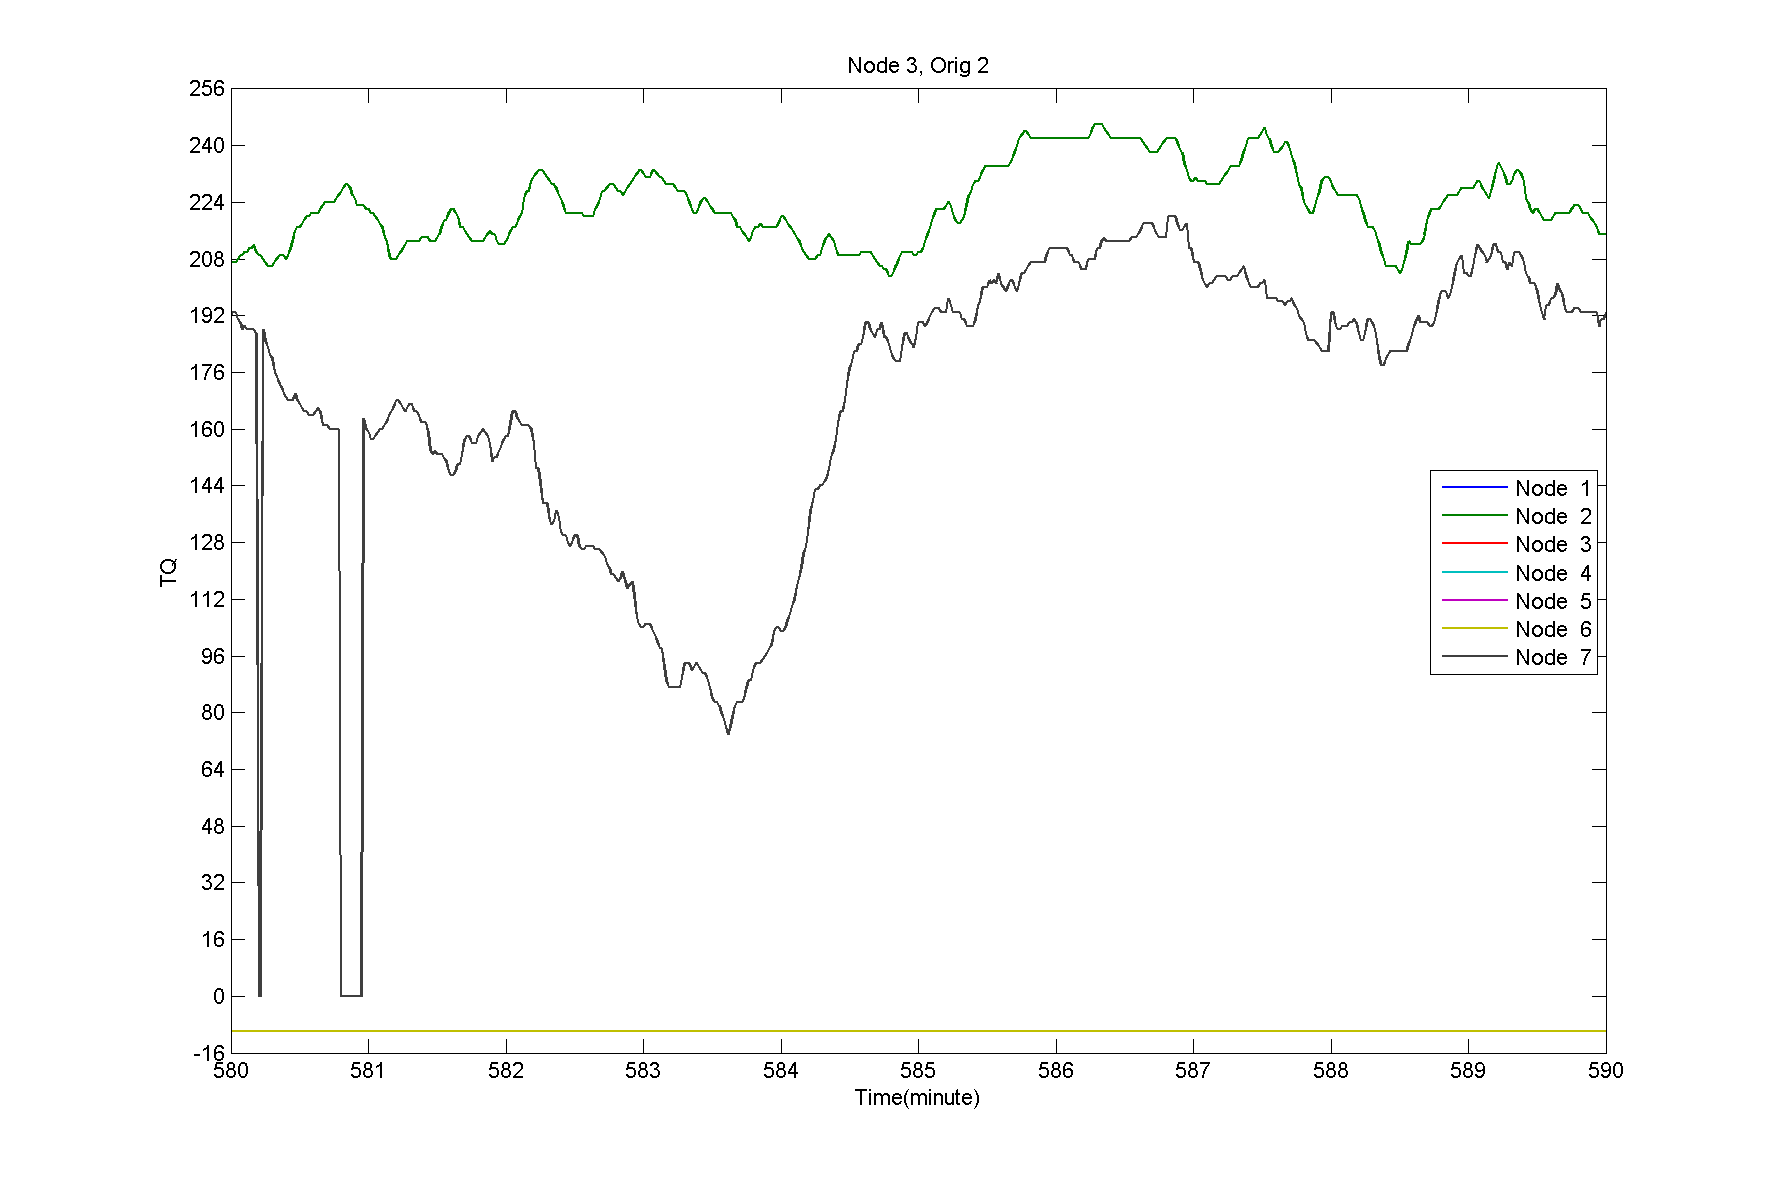 Node 3, Orig 2
256
240
224
208
192
176
160
144
128
112
96
80
64
48
32
16
0
-16
TQ
Node 1
Node 2
Node 3
Node 4
Node 5
Node 6
Node 7
580 581 582 583 584 585 586 587 588 589 590
Time(minute)